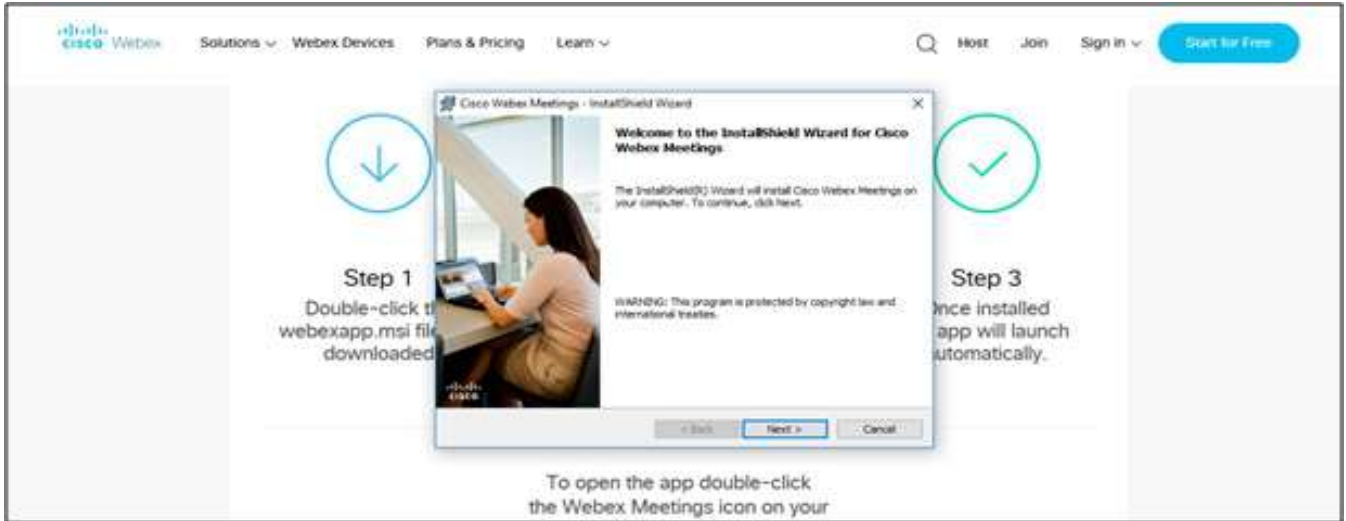 cisco Webex Solutions Webex Devices Plans & Pricing Learn Host Join Sign in Start for Free
Cisco Webex Meetings - InstallShield Wizard
Welcome to the InstallShield Wizard for Cisco
Webex Meetings
The InstallShield(R) Wizard will install Cisco Webex Meetings on
your computer. To continue, click Next.
WARNING: This program is protected by copyright law and
international treaties.
cisco
< Back Next > Cancel
Step 1
Double-click
webexapp.msi
downloaded
Step 3
installed
app will launch
To open the app double-click
the Webex Meetings icon on your